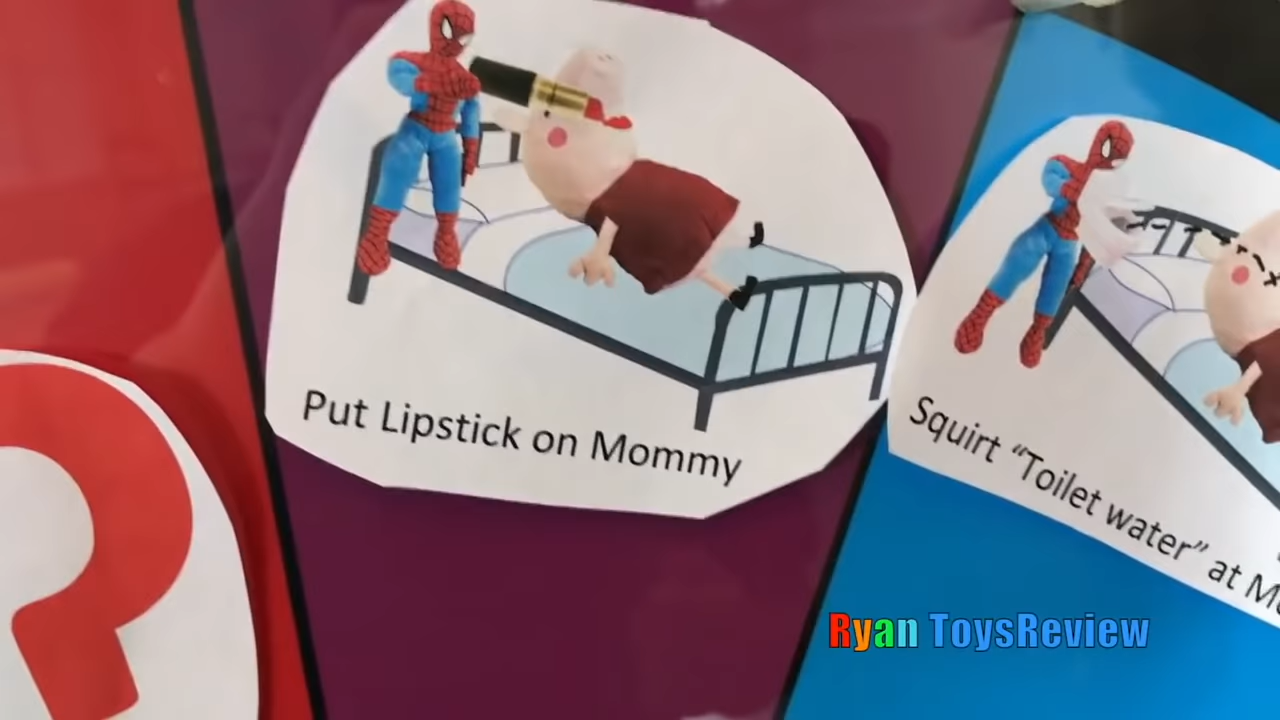 Put Lipstick on Mommy
Squirt “Toilet water” at
Ryan ToysReview